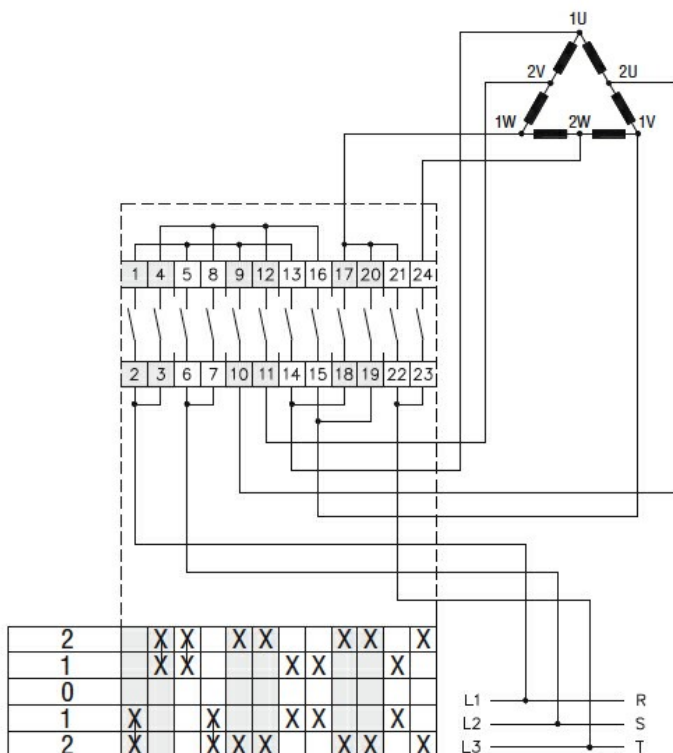 1U
2V 2U
1W 2W 1V
1 4 5 8 9 12 13 16 17 20 21 24
2 3 6 7 10 11 14 15 18 19 22 23
2 X X X X X X X
1 X X X X X
0
1 X X X X X
2 X X X X X X X
L1 R
L2 S
L3 T